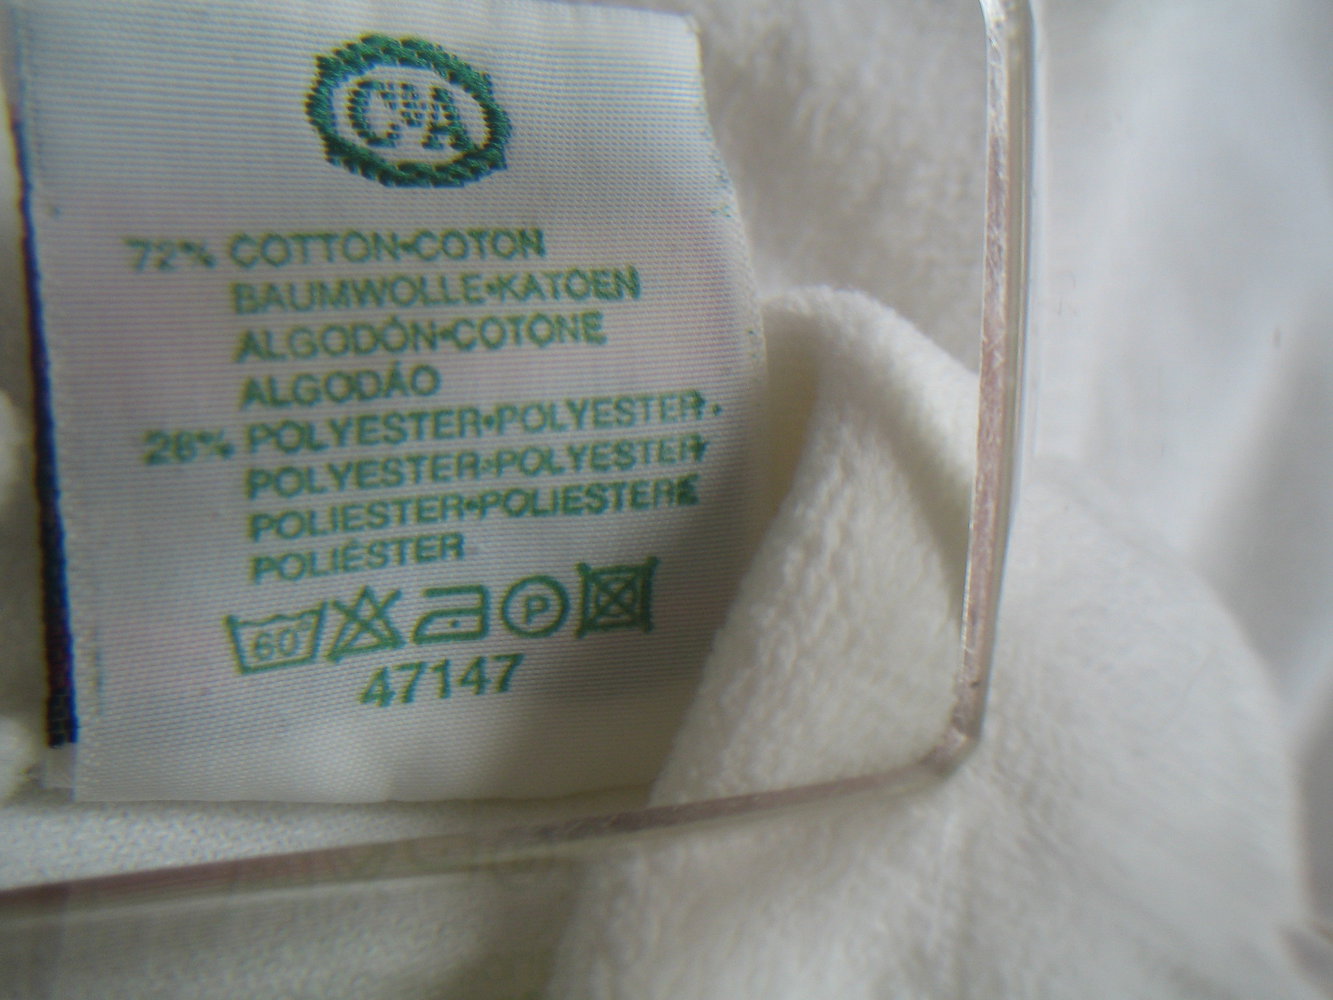 C&A
72% COTTON•COTON
BAUMWOLLE•KATOEN
ALGODÓN•COTONE
ALGODÃO
28% POLYESTER•POLYESTER•
POLYESTER•POLYESTER•
POLIESTER•POLIESTERE
POLIÉSTER
60° P
47147